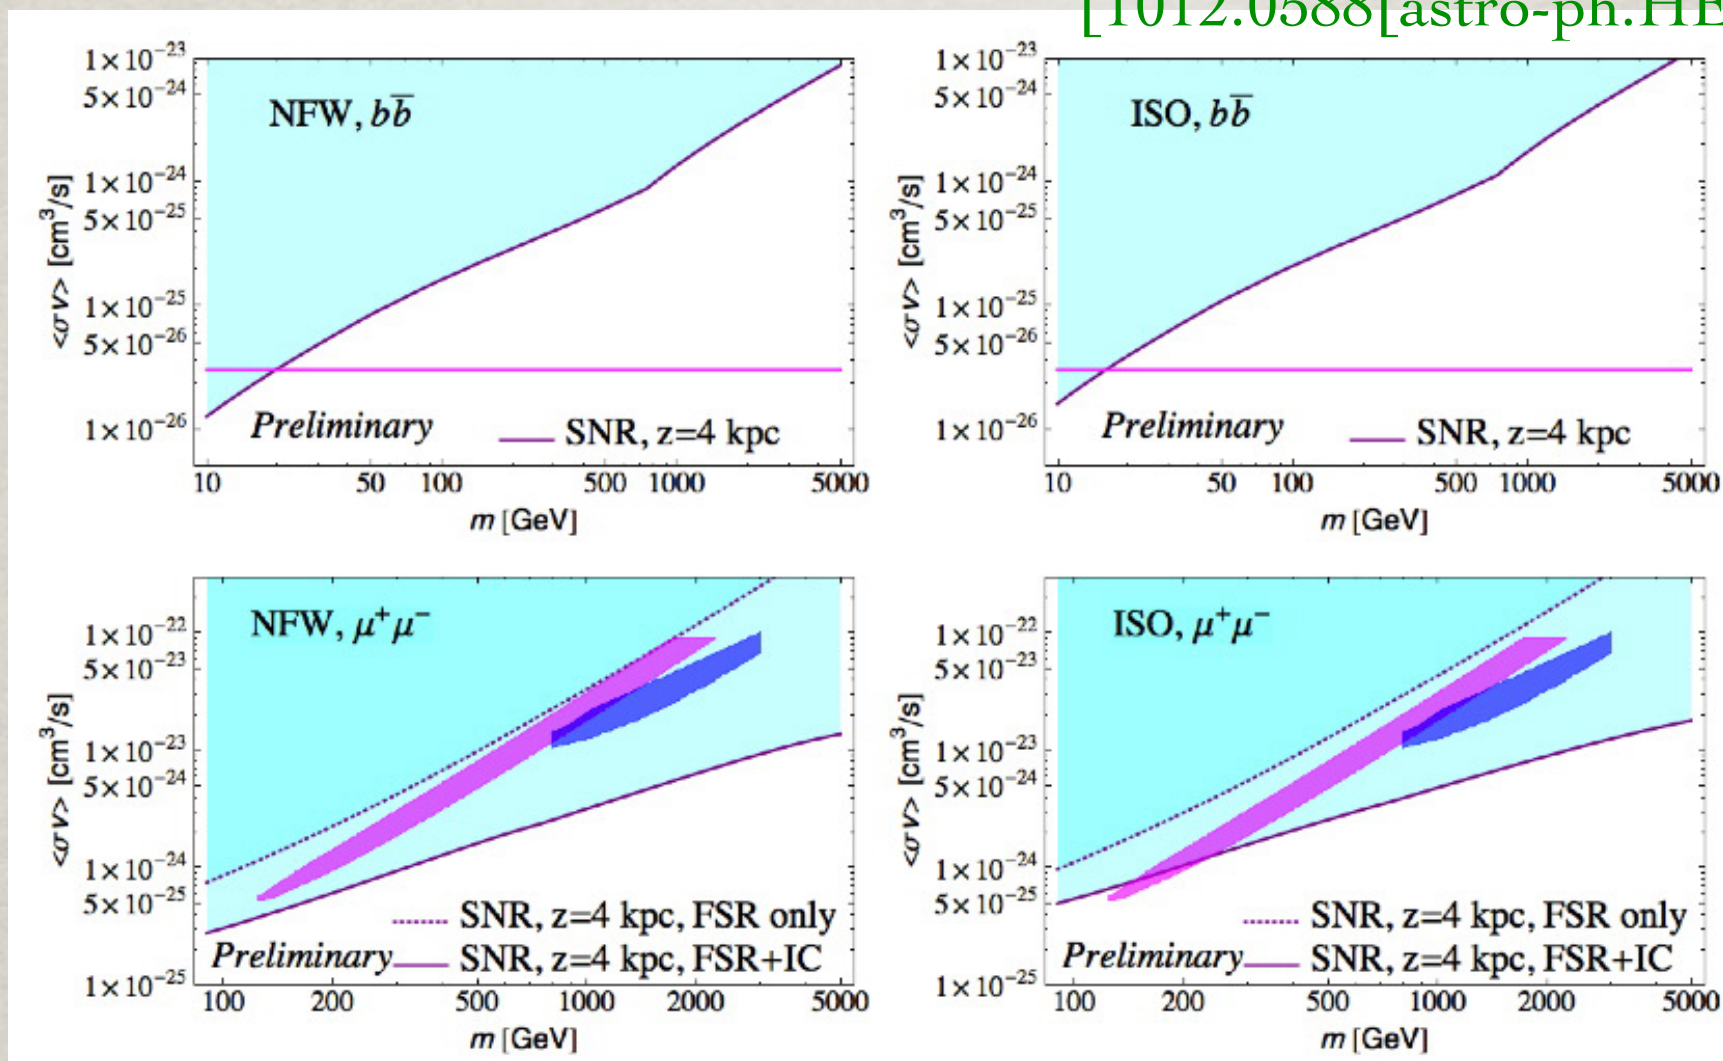 [1012.0588[astro-ph.HE
1×10⁻²³
5×10⁻²⁴
1×10⁻²⁴
5×10⁻²⁵
1×10⁻²⁵
5×10⁻²⁶
1×10⁻²⁶
<σv> [cm³/s]
NFW, bb̅
Preliminary
SNR, z=4 kpc
10 50 100 500 1000 5000
m [GeV]
1×10⁻²³
5×10⁻²⁴
1×10⁻²⁴
5×10⁻²⁵
1×10⁻²⁵
5×10⁻²⁶
1×10⁻²⁶
<σv> [cm³/s]
ISO, bb̅
Preliminary
SNR, z=4 kpc
10 50 100 500 1000 5000
m [GeV]
1×10⁻²²
5×10⁻²³
1×10⁻²³
5×10⁻²⁴
1×10⁻²⁴
5×10⁻²⁵
1×10⁻²⁵
<σv> [cm³/s]
NFW, μ⁺μ⁻
SNR, z=4 kpc, FSR only
Preliminary SNR, z=4 kpc, FSR+IC
100 200 500 1000 2000 5000
m [GeV]
1×10⁻²²
5×10⁻²³
1×10⁻²³
5×10⁻²⁴
1×10⁻²⁴
5×10⁻²⁵
1×10⁻²⁵
<σv> [cm³/s]
ISO, μ⁺μ⁻
SNR, z=4 kpc, FSR only
Preliminary SNR, z=4 kpc, FSR+IC
100 200 500 1000 2000 5000
m [GeV]